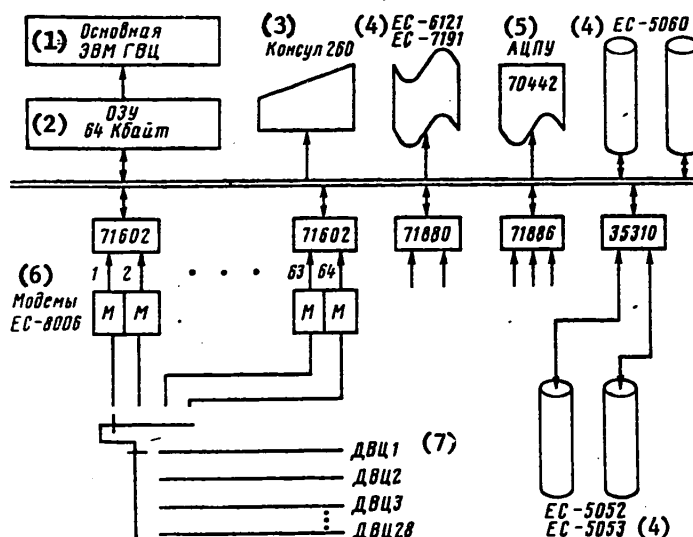 (1) Основная
ЭВМ ГВЦ
(2) ОЗУ
64 Кбайт
(3)
Консул 260
(4) ЕС-6121
ЕС-7191
(5)
АЦПУ
70442
(4) ЕС-5060
71602
71602
71880
71886
35310
(6)
1 2 63 64
Модемы
ЕС-8006
М М М М
ДВЦ1 (7)
ДВЦ2
ДВЦ3
ДВЦ28
ЕС-5052
ЕС-5053 (4)